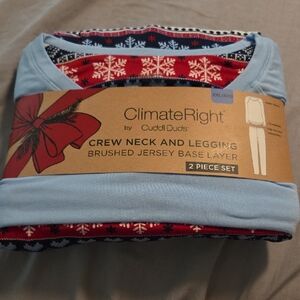 ClimateRight®
by Cuddl Duds®
CREW NECK AND LEGGING
BRUSHED JERSEY BASE LAYER
2 PIECE SET